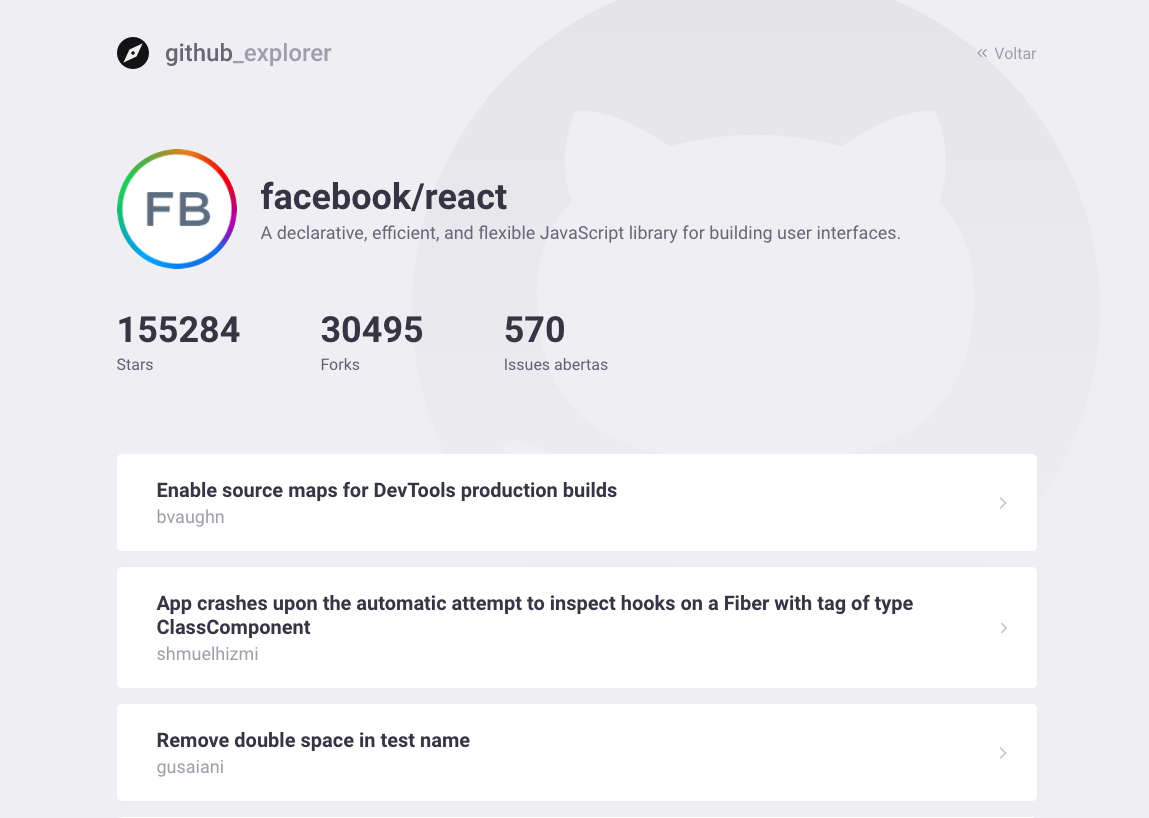 github_explorer
Voltar
FB
facebook/react
A declarative, efficient, and flexible JavaScript library for building user interfaces.
155284
30495
570
Stars
Forks
Issues abertas
Enable source maps for DevTools production builds
bvaughn
App crashes upon the automatic attempt to inspect hooks on a Fiber with tag of type
ClassComponent
shmuelhizmi
Remove double space in test name
gusaiani